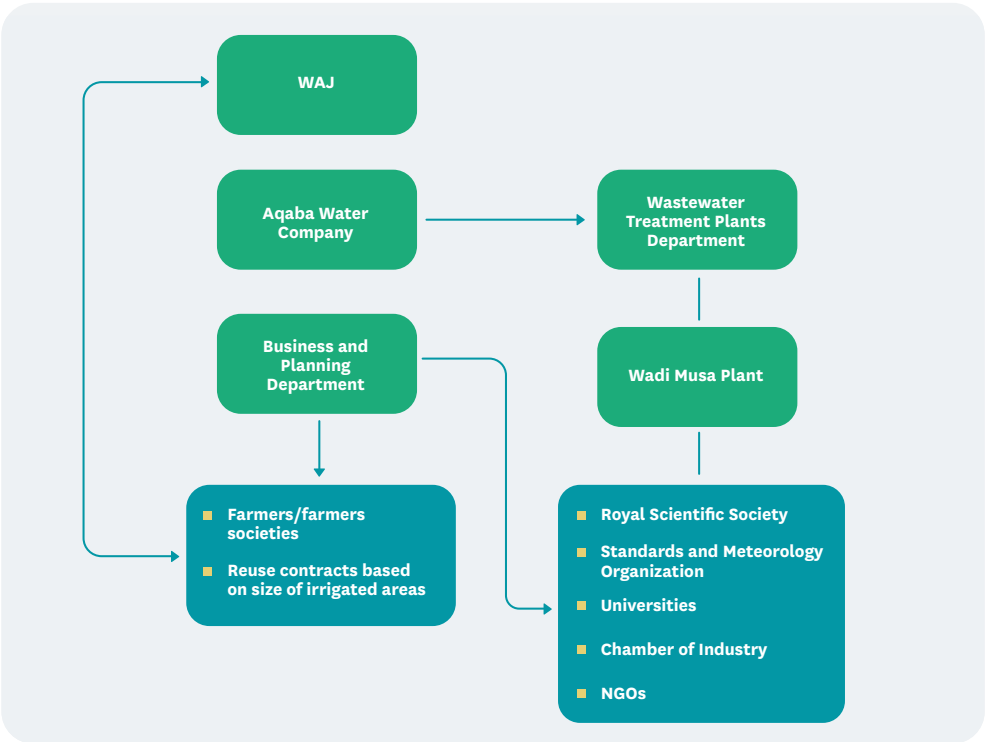 WAJ
Aqaba Water
Company
Wastewater
Treatment Plants
Department
Business and
Planning
Department
Wadi Musa Plant
Farmers/farmers
societies
Reuse contracts based
on size of irrigated areas
Royal Scientific Society
Standards and Meteorology
Organization
Universities
Chamber of Industry
NGOs